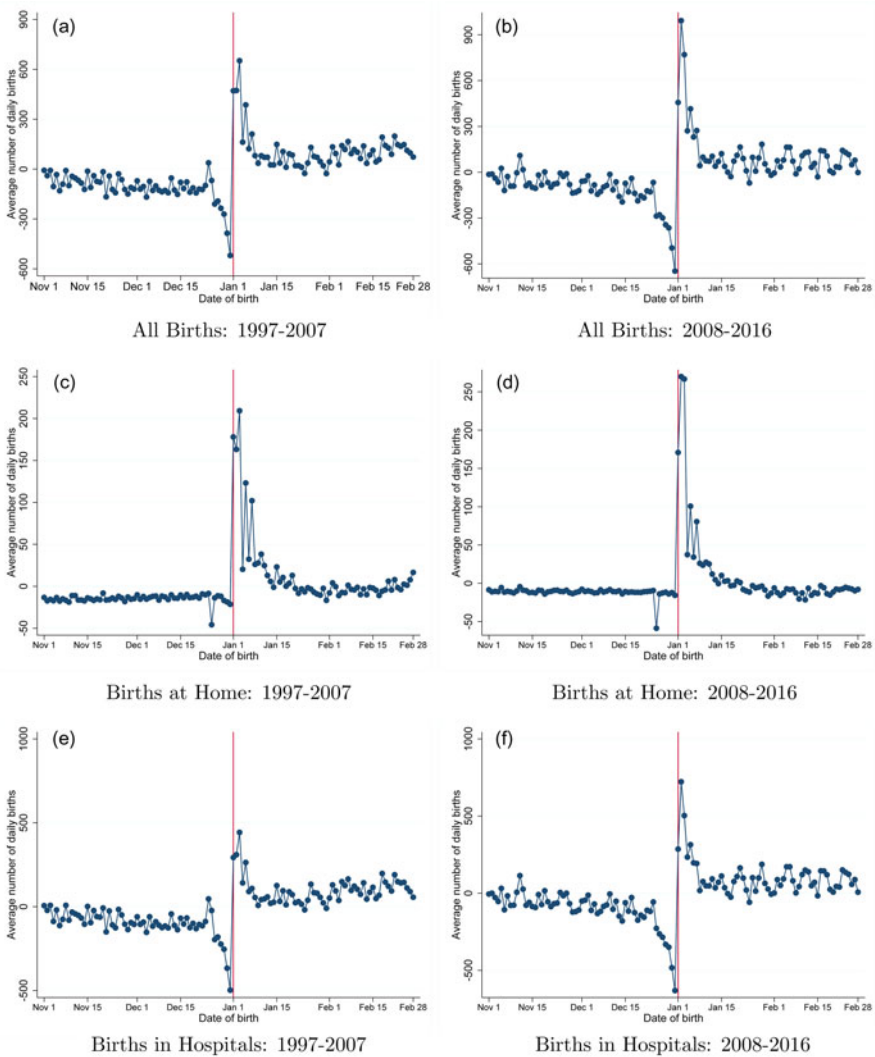 (a)
Average number of daily births
900
600
300
0
-300
-600
Nov 1 Nov 15 Dec 1 Dec 15 Jan 1 Jan 15 Feb 1 Feb 15 Feb 28
Date of birth
All Births: 1997-2007
(b)
Average number of daily births
900
600
300
0
-300
-600
Nov 1 Nov 15 Dec 1 Dec 15 Jan 1 Jan 15 Feb 1 Feb 15 Feb 28
Date of birth
All Births: 2008-2016
(c)
Average number of daily births
250
200
150
100
50
0
-50
Nov 1 Nov 15 Dec 1 Dec 15 Jan 1 Jan 15 Feb 1 Feb 15 Feb 28
Date of birth
Births at Home: 1997-2007
(d)
Average number of daily births
250
200
150
100
50
0
-50
Nov 1 Nov 15 Dec 1 Dec 15 Jan 1 Jan 15 Feb 1 Feb 15 Feb 28
Date of birth
Births at Home: 2008-2016
(e)
Average number of daily births
1000
500
0
-500
Nov 1 Nov 15 Dec 1 Dec 15 Jan 1 Jan 15 Feb 1 Feb 15 Feb 28
Date of birth
Births in Hospitals: 1997-2007
(f)
Average number of daily births
1000
500
0
-500
Nov 1 Nov 15 Dec 1 Dec 15 Jan 1 Jan 15 Feb 1 Feb 15 Feb 28
Date of birth
Births in Hospitals: 2008-2016